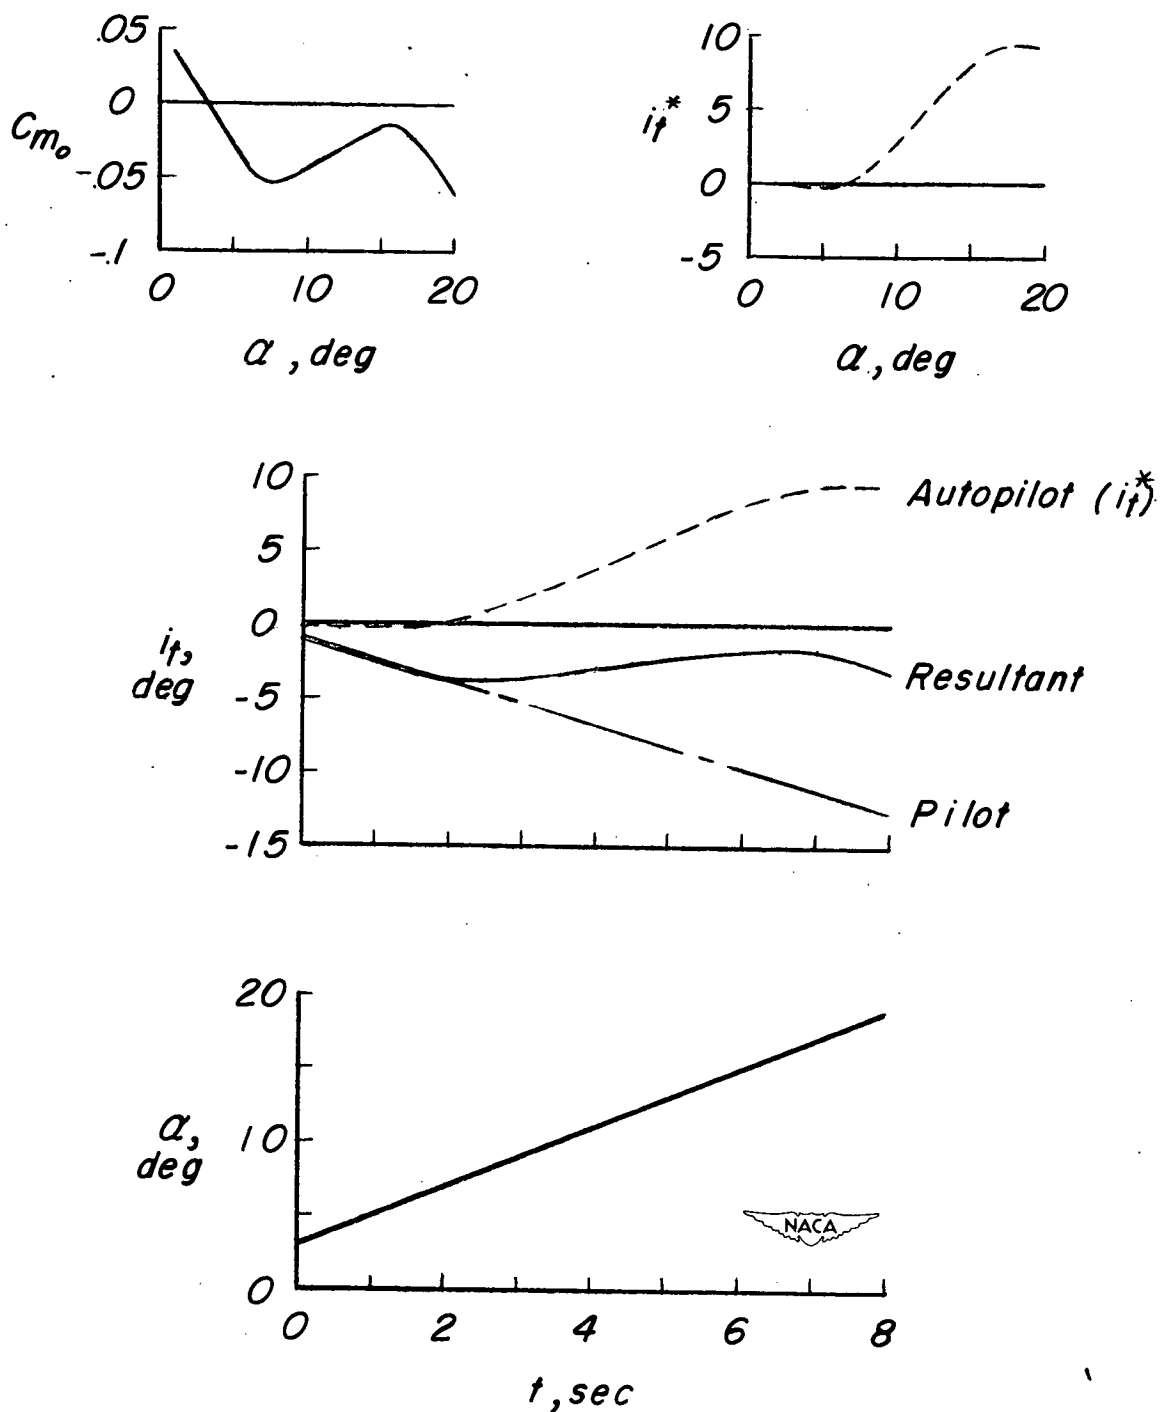 .05
0
-.05
-.1
Cmo
0 10 20
α, deg
10
5
0
-5
it*
0 10 20
α, deg
10
5
0
-5
-10
-15
it,
deg
Autopilot (it*)
Resultant
Pilot
20
10
0
α,
deg
NACA
0 2 4 6 8
t, sec